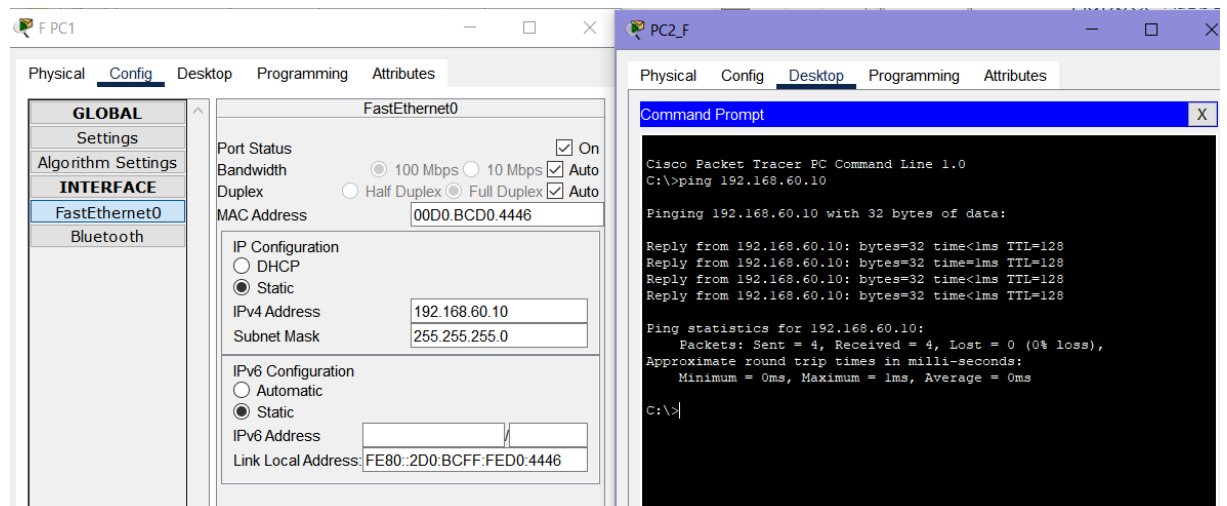 F PC1
Physical Config Desktop Programming Attributes
GLOBAL
Settings
Algorithm Settings
INTERFACE
FastEthernet0
Bluetooth
FastEthernet0
Port Status On
Bandwidth 100 Mbps 10 Mbps Auto
Duplex Half Duplex Full Duplex Auto
MAC Address 00D0.BCD0.4446
IP Configuration
DHCP
Static
IPv4 Address 192.168.60.10
Subnet Mask 255.255.255.0
IPv6 Configuration
Automatic
Static
IPv6 Address /
Link Local Address: FE80::2D0:BCFF:FED0:4446
PC2_F
Physical Config Desktop Programming Attributes
Command Prompt X
Cisco Packet Tracer PC Command Line 1.0
C:\>ping 192.168.60.10
Pinging 192.168.60.10 with 32 bytes of data:
Reply from 192.168.60.10: bytes=32 time<1ms TTL=128
Reply from 192.168.60.10: bytes=32 time=1ms TTL=128
Reply from 192.168.60.10: bytes=32 time<1ms TTL=128
Reply from 192.168.60.10: bytes=32 time<1ms TTL=128
Ping statistics for 192.168.60.10:
Packets: Sent = 4, Received = 4, Lost = 0 (0% loss),
Approximate round trip times in milli-seconds:
Minimum = 0ms, Maximum = 1ms, Average = 0ms
C:\>